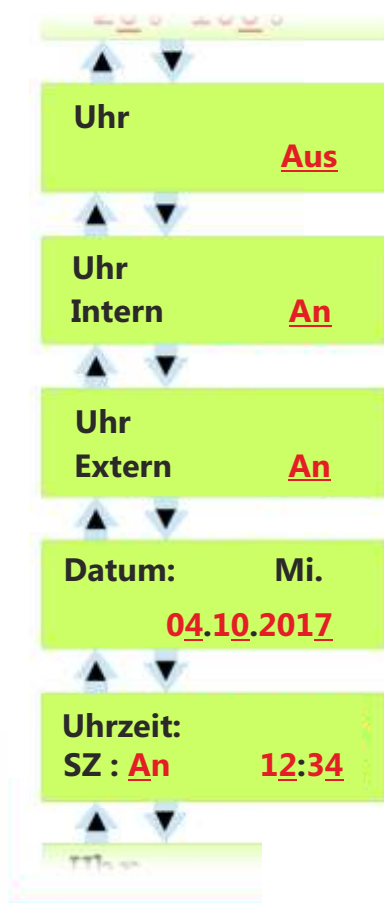 Uhr
Aus
Uhr
Intern An
Uhr
Extern An
Datum: Mi.
04.10.2017
Uhrzeit:
SZ : An 12:34